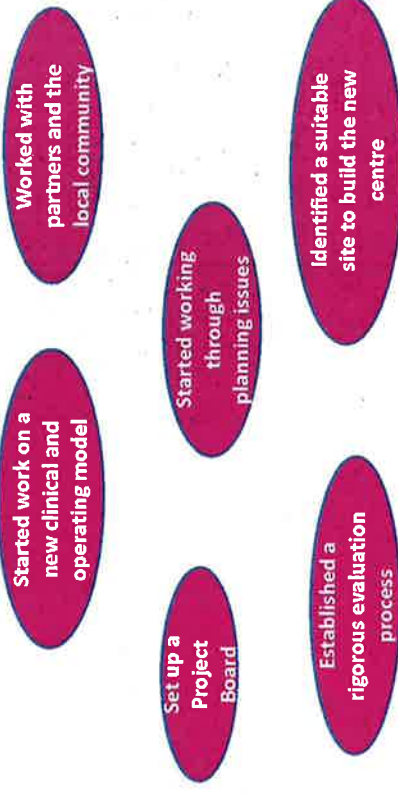 Started work on a
new clinical and
operating model
Worked with
partners and the
local community
Set up a
Project
Board
Started working
through
planning issues
Established a
rigorous evaluation
process
Identified a suitable
site to build the new
centre